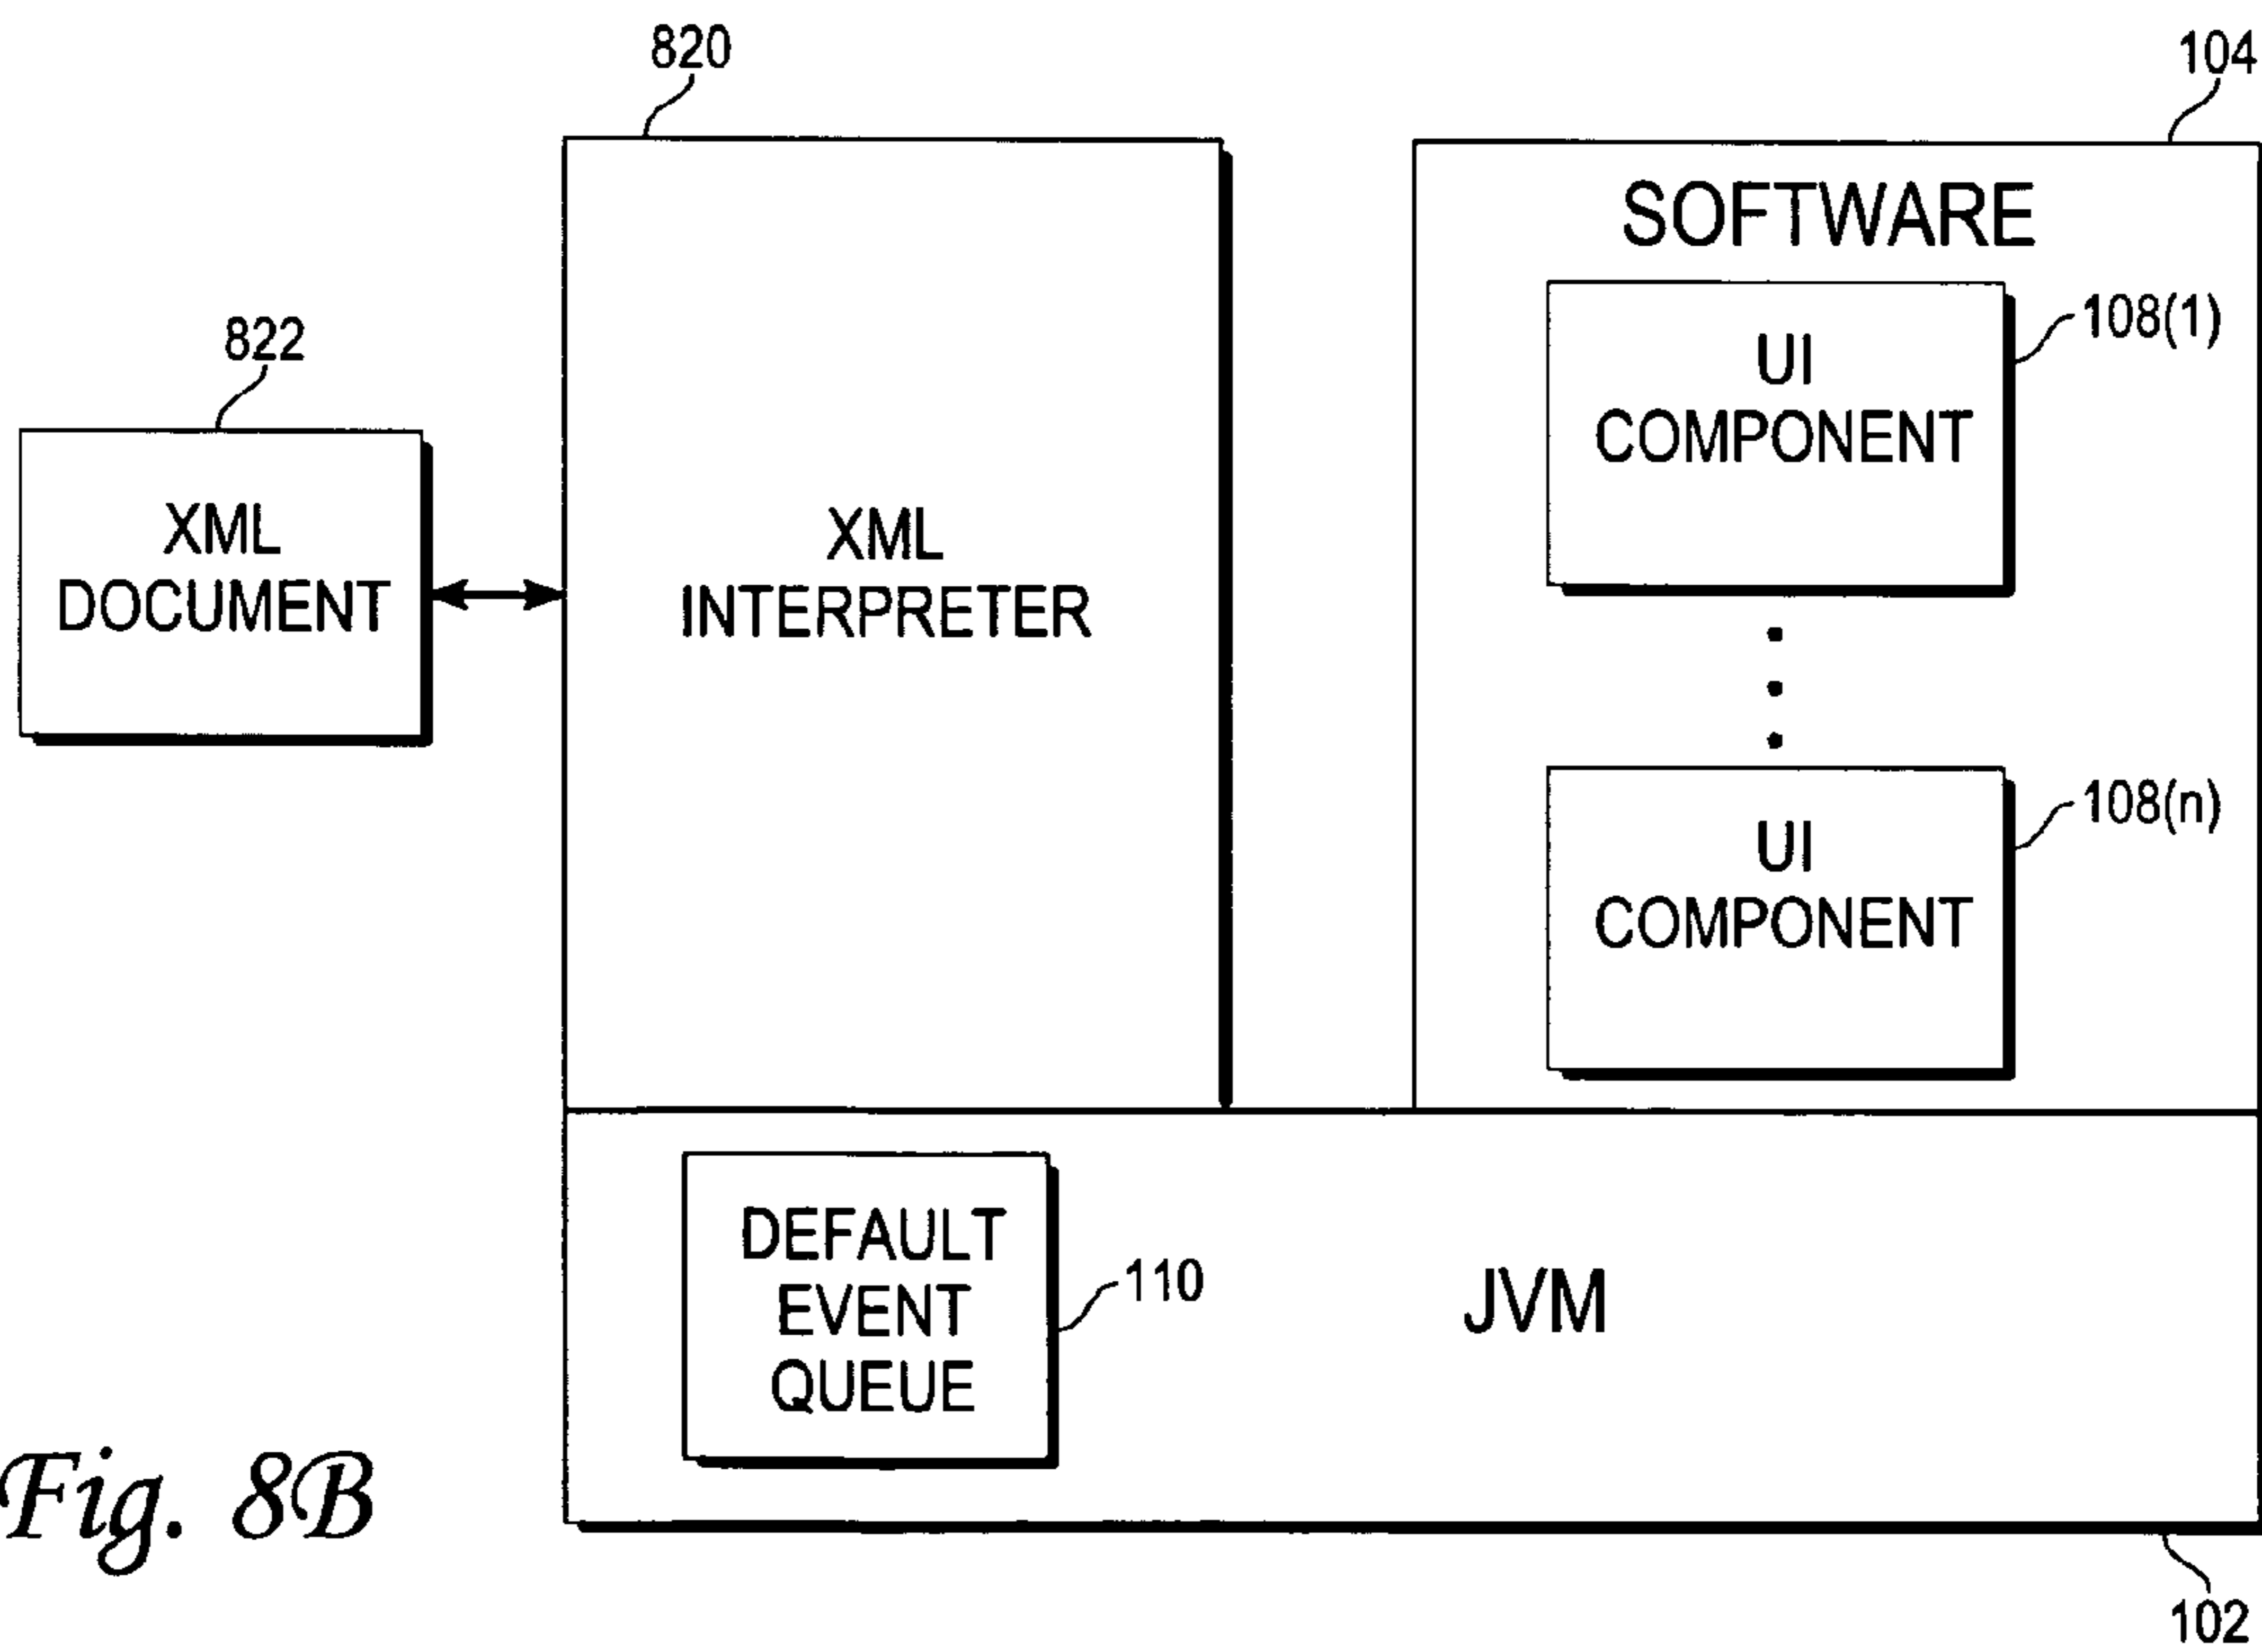 820
104
SOFTWARE
108(1)
UI
COMPONENT
822
XML
DOCUMENT
XML
INTERPRETER
108(n)
UI
COMPONENT
DEFAULT
EVENT
QUEUE
110
JVM
Fig. 8B
102